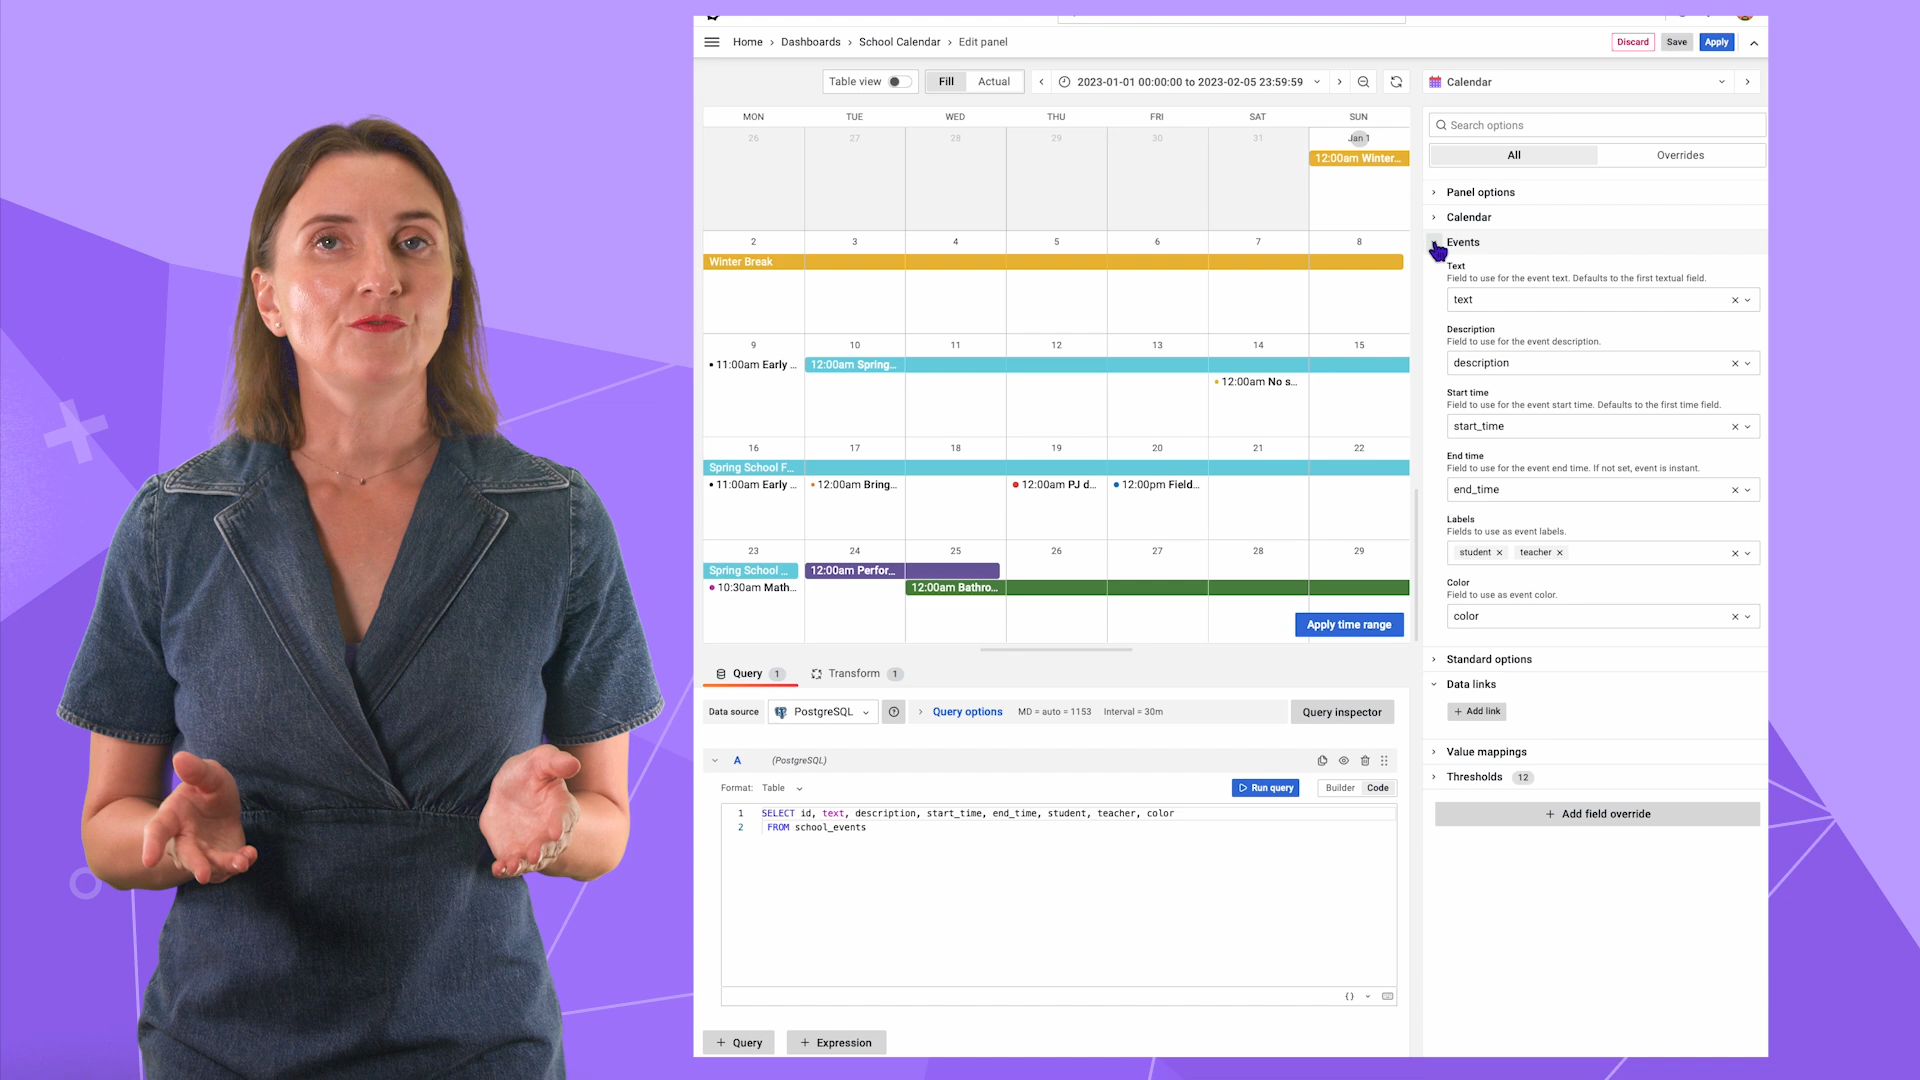 Home › Dashboards › School Calendar › Edit panel
Discard Save Apply
Table view Fill Actual 2023-01-01 00:00:00 to 2023-02-05 23:59:59
Calendar
Search options
All Overrides
MON TUE WED THU FRI SAT SUN
26 27 28 29 30 31 Jan 1
12:00am Winter...
2 3 4 5 6 7 8
Winter Break
9 10 11 12 13 14 15
11:00am Early ... 12:00am Spring...
12:00am No s...
16 17 18 19 20 21 22
Spring School F...
11:00am Early ... 12:00am Bring... 12:00am PJ d... 12:00pm Field...
23 24 25 26 27 28 29
Spring School ... 12:00am Perfor...
10:30am Math... 12:00am Bathro...
Apply time range
Panel options
Calendar
Events
Text
Field to use for the event text. Defaults to the first textual field.
text
Description
Field to use for the event description.
description
Start time
Field to use for the event start time. Defaults to the first time field.
start_time
End time
Field to use for the event end time. If not set, event is instant.
end_time
Labels
Fields to use as event labels.
student teacher
Color
Field to use as event color.
color
Standard options
Data links
+ Add link
Value mappings
Thresholds 12
+ Add field override
Query 1 Transform 1
Data source PostgreSQL Query options MD = auto = 1153 Interval = 30m Query inspector
A (PostgreSQL)
Format: Table Run query Builder Code
1 SELECT id, text, description, start_time, end_time, student, teacher, color
2 FROM school_events
{}
+ Query + Expression